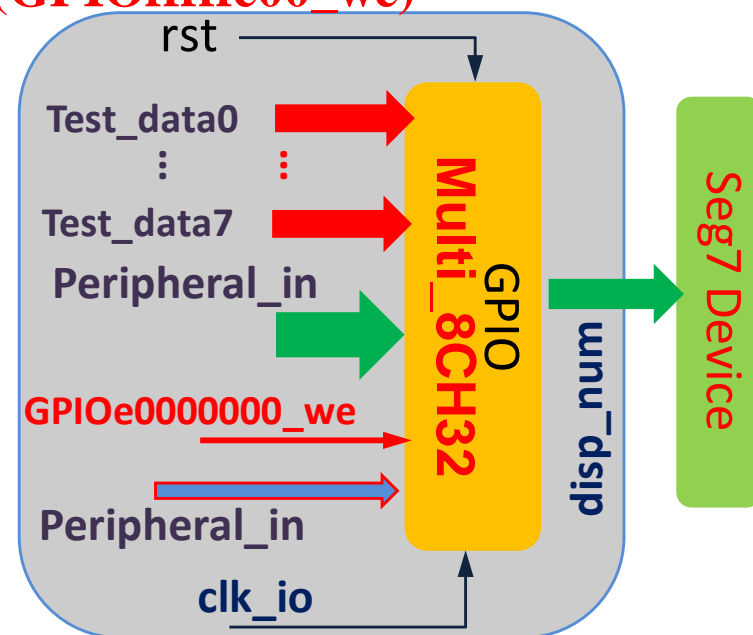 rst
Test_data0
⋮ ⋮
Test_data7
Peripheral_in
GPIOe0000000_we
Peripheral_in
clk_io
GPIO
Multi_8CH32
disp_num
Seg7 Device